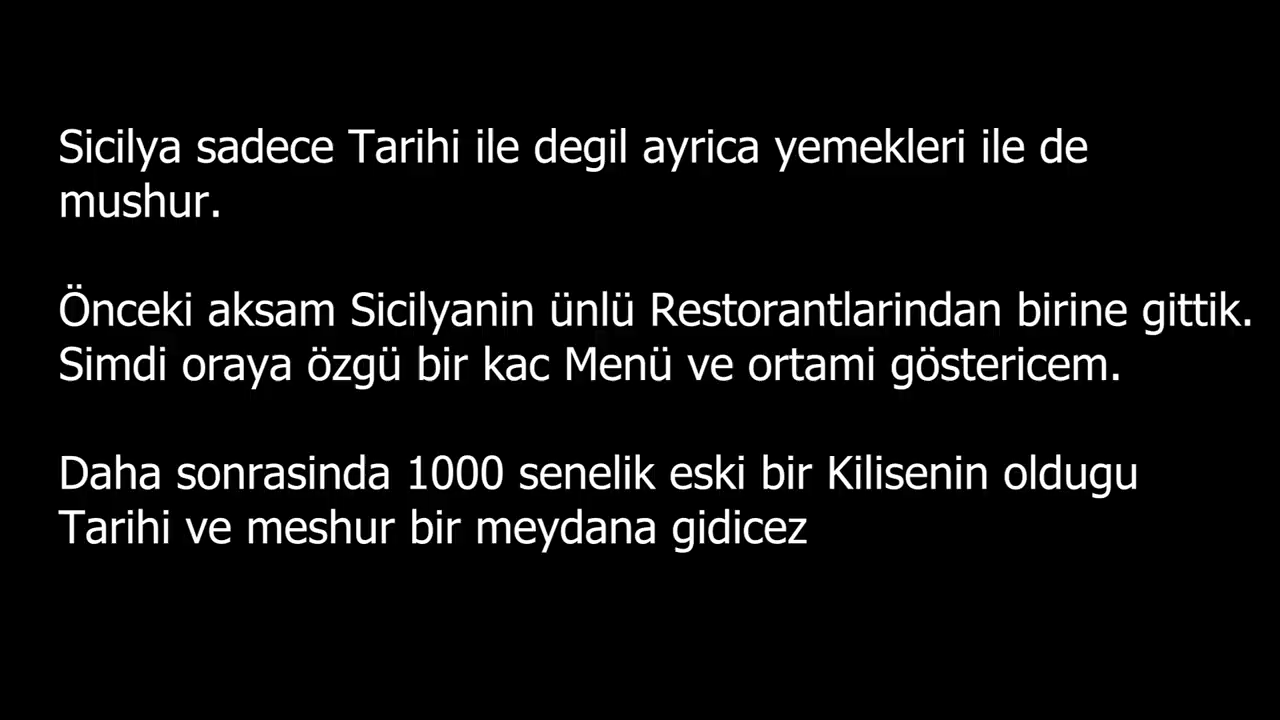 Sicilya sadece Tarihi ile degil ayrica yemekleri ile de
mushur.
Önceki aksam Sicilyanin ünlü Restorantlarindan birine gittik.
Simdi oraya özgü bir kac Menü ve ortami göstericem.
Daha sonrasinda 1000 senelik eski bir Kilisenin oldugu
Tarihi ve meshur bir meydana gidicez